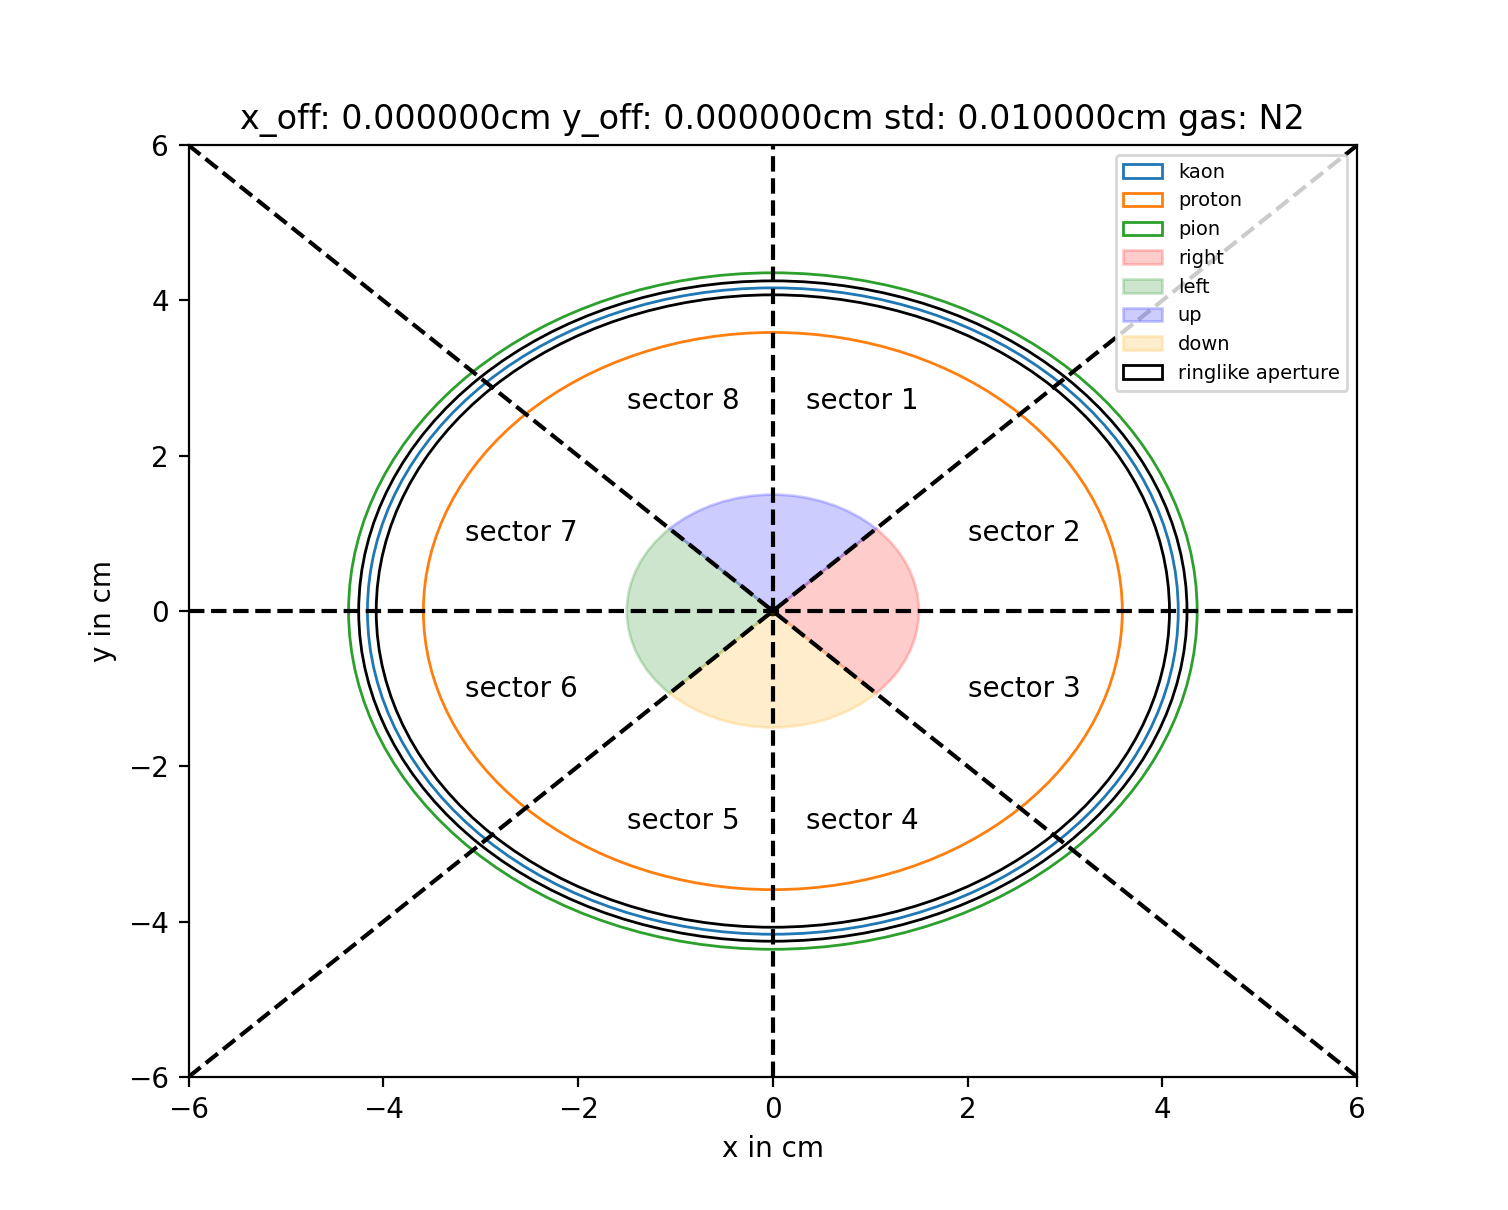 x_off: 0.000000cm y_off: 0.000000cm std: 0.010000cm gas: N2
6
4
2
0
−2
−4
−6
y in cm
kaon
proton
pion
right
left
up
down
ringlike aperture
sector 8 sector 1
sector 7 sector 2
sector 6 sector 3
sector 5 sector 4
−6 −4 −2 0 2 4 6
x in cm